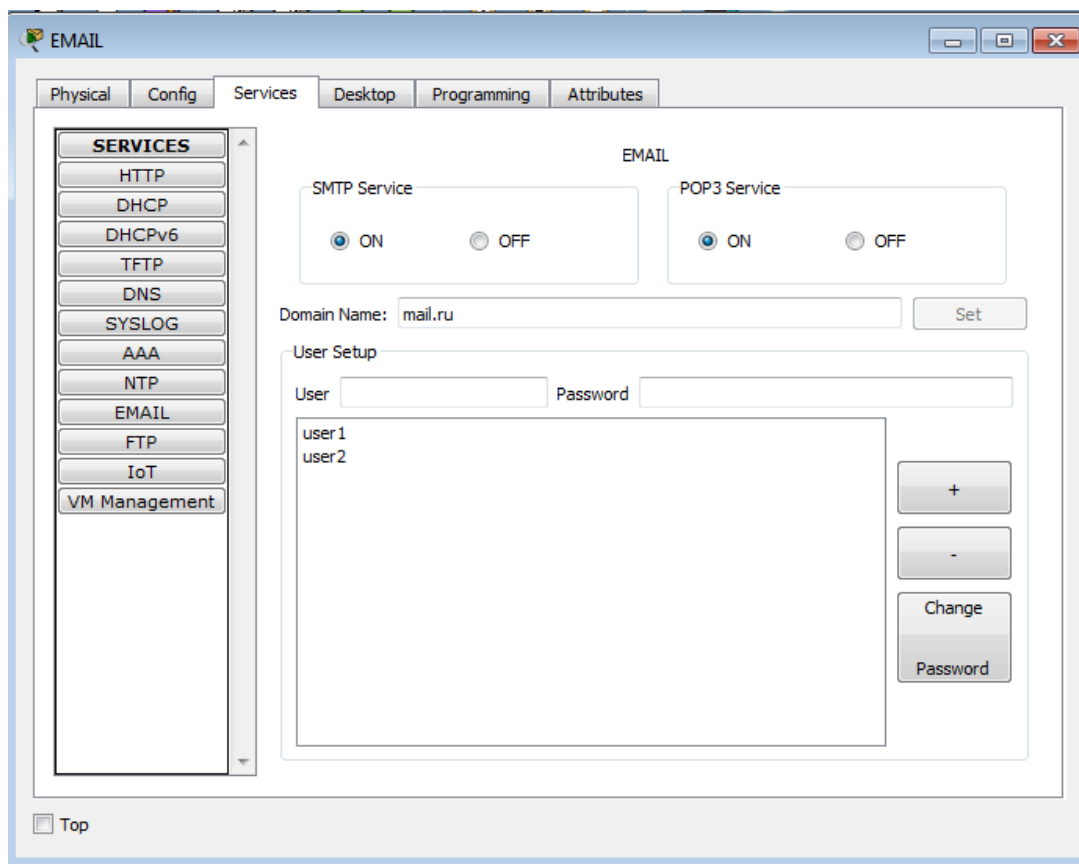 EMAIL
Physical Config Services Desktop Programming Attributes
SERVICES
HTTP
DHCP
DHCPv6
TFTP
DNS
SYSLOG
AAA
NTP
EMAIL
FTP
IoT
VM Management
EMAIL
SMTP Service
ON OFF
POP3 Service
ON OFF
Domain Name: mail.ru Set
User Setup
User Password
user1
user2
+
-
Change
Password
Top